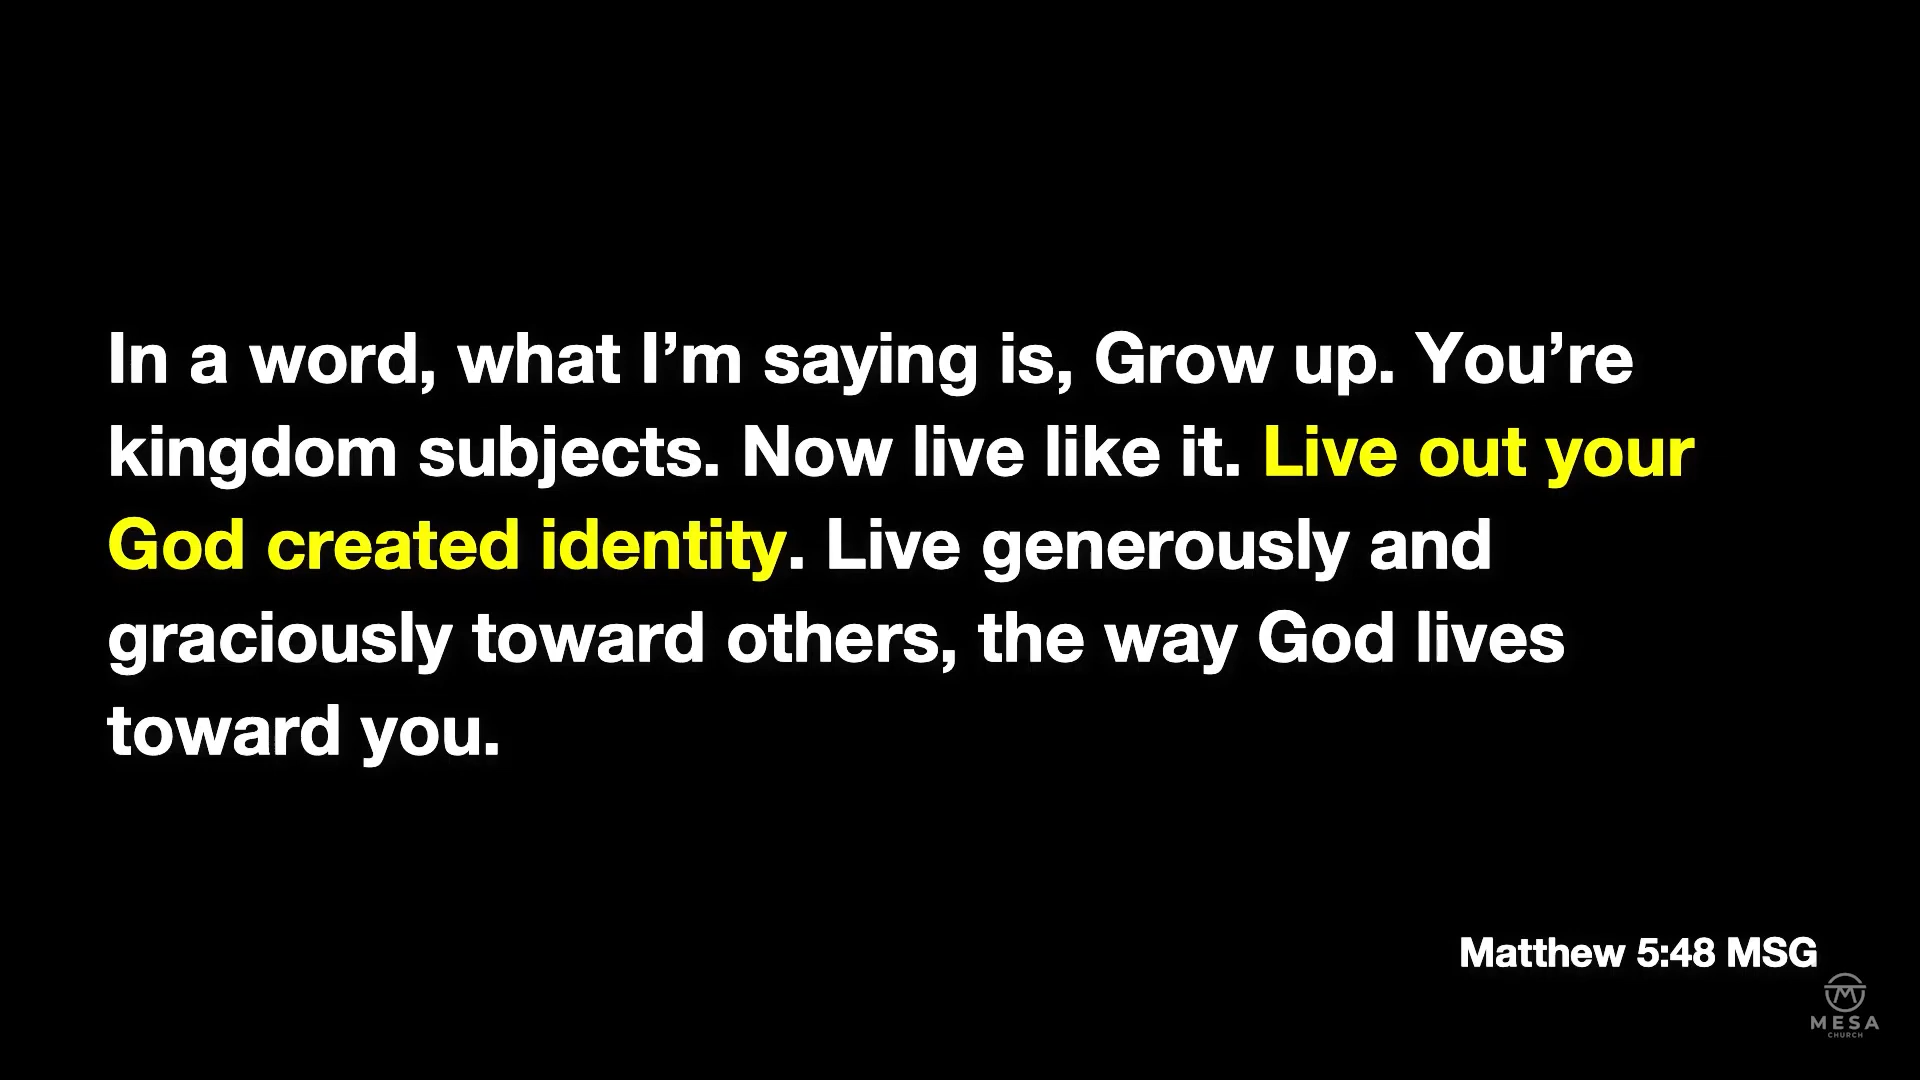 In a word, what I’m saying is, Grow up. You’re
kingdom subjects. Now live like it. Live out your
God created identity. Live generously and
graciously toward others, the way God lives
toward you.
Matthew 5:48 MSG
MESA
CHURCH